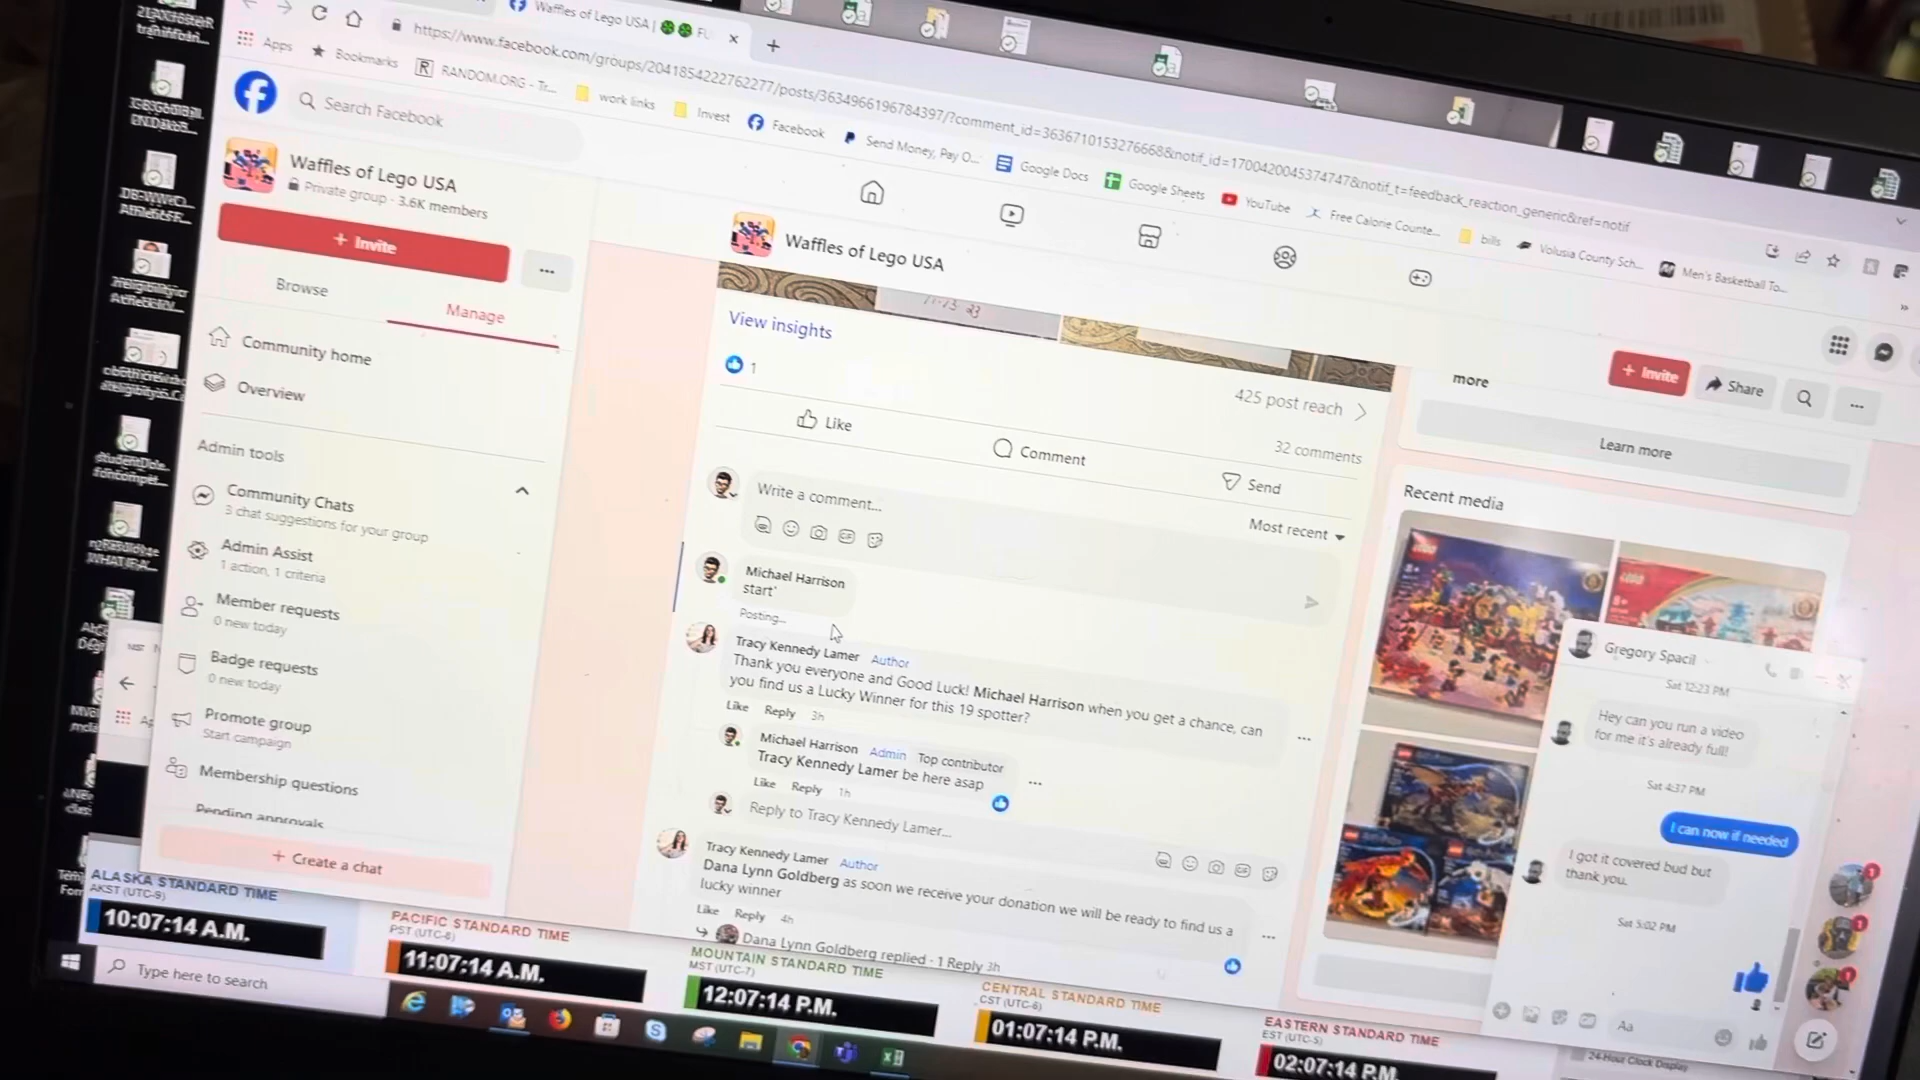 Waffles of Lego USA |
https://www.facebook.com/groups/2041854222762277/posts/3634966196784397/?comment_id=3636710153276668&notif_id=1700420045374747&notif_t=feedback_reaction_generic&ref=notif
Apps
Bookmarks
RANDOM.ORG - Tr...
work links
Invest
Facebook
Send Money, Pay O...
Google Docs
Google Sheets
YouTube
Free Calorie Counte...
bills
Volusia County Sch...
Men's Basketball To...
Search Facebook
Waffles of Lego USA
Private group · 3.6K members
+ Invite
Browse
Manage
Community home
Overview
Admin tools
Community Chats
3 chat suggestions for your group
Admin Assist
1 action, 1 criteria
Member requests
0 new today
Badge requests
0 new today
Promote group
Start campaign
Membership questions
Pending approvals
+ Create a chat
Waffles of Lego USA
11-13 23
View insights
1
425 post reach
32 comments
Like
Comment
Send
Write a comment...
Most recent
Michael Harrison
start'
Posting...
Tracy Kennedy Lamer Author
Thank you everyone and Good Luck! Michael Harrison when you get a chance, can
you find us a Lucky Winner for this 19 spotter?
Like Reply 3h
Michael Harrison Admin Top contributor
Tracy Kennedy Lamer be here asap
Like Reply 1h
Reply to Tracy Kennedy Lamer...
Tracy Kennedy Lamer Author
Dana Lynn Goldberg as soon we receive your donation we will be ready to find us a
lucky winner
Like Reply 4h
Dana Lynn Goldberg replied · 1 Reply 3h
+ Invite
Share
more
Learn more
Recent media
Gregory Spacil
Sat 12:23 PM
Hey can you run a video
for me it's already full!
Sat 4:37 PM
I can now if needed
I got it covered bud but
thank you.
Sat 5:02 PM
Aa
ALASKA STANDARD TIME
AKST (UTC-9)
10:07:14 A.M.
PACIFIC STANDARD TIME
PST (UTC-8)
11:07:14 A.M.
MOUNTAIN STANDARD TIME
MST (UTC-7)
12:07:14 P.M.
CENTRAL STANDARD TIME
CST (UTC-6)
01:07:14 P.M.
EASTERN STANDARD TIME
EST (UTC-5)
02:07:14 P.M.
24-Hour Clock Display
Type here to search